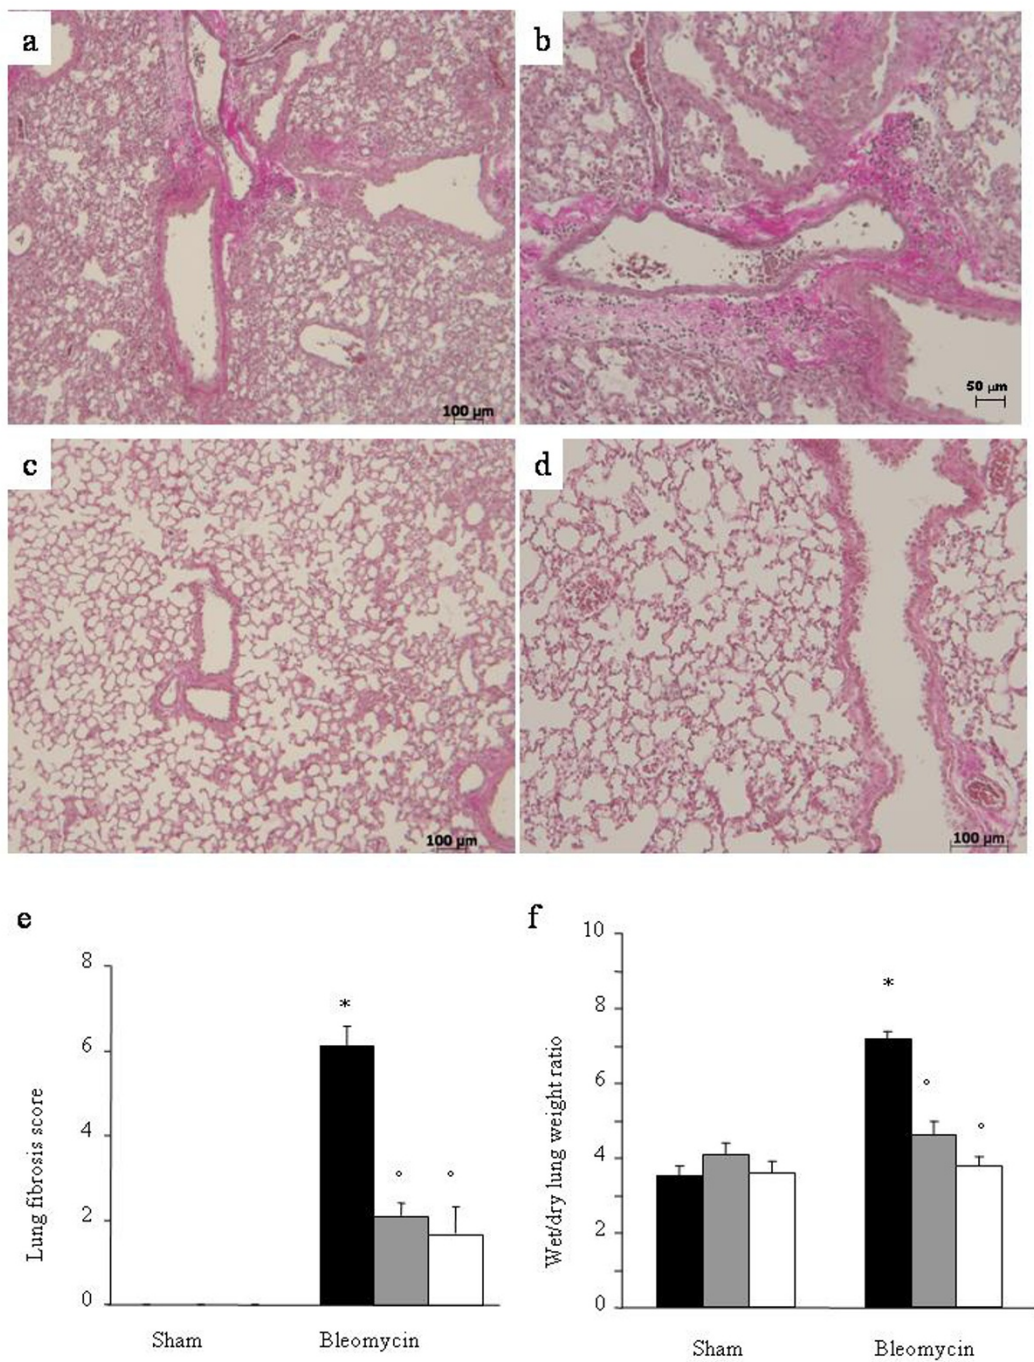 a
b
100 µm
50 µm
c
d
100 µm
100 µm
e
f
Lung fibrosis score
8
6
4
2
0
*
°
°
Sham
Bleomycin
Wet/dry lung weight ratio
10
8
6
4
2
0
*
°
°
Sham
Bleomycin